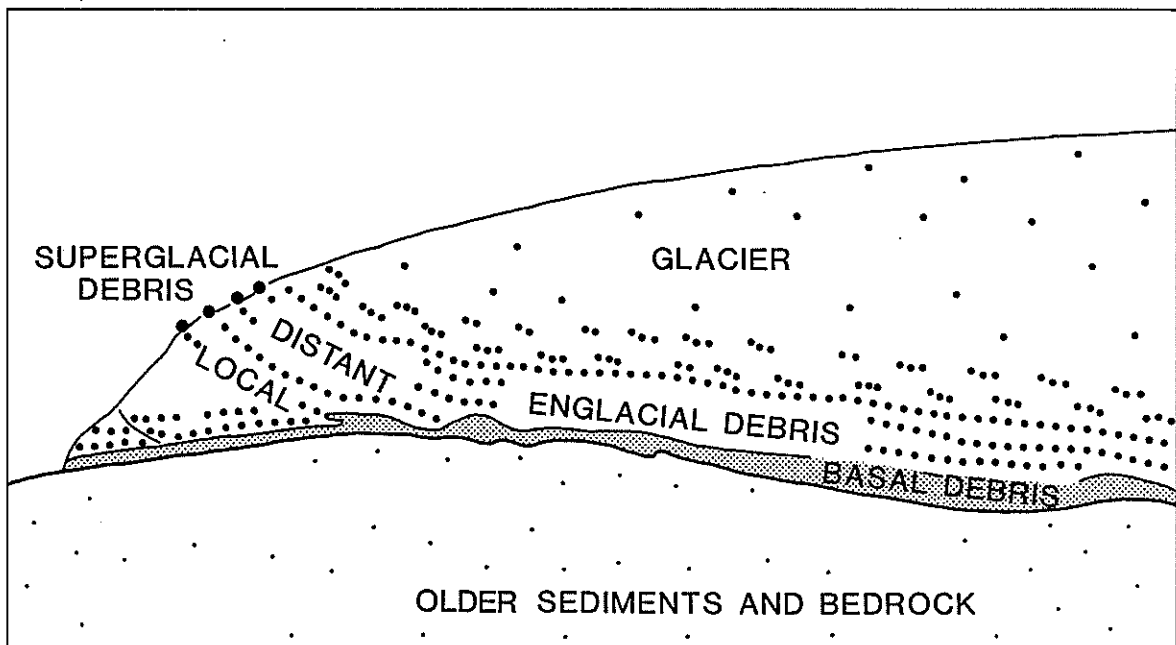 SUPERGLACIAL
DEBRIS
GLACIER
DISTANT
LOCAL
ENGLACIAL DEBRIS
BASAL DEBRIS
OLDER SEDIMENTS AND BEDROCK